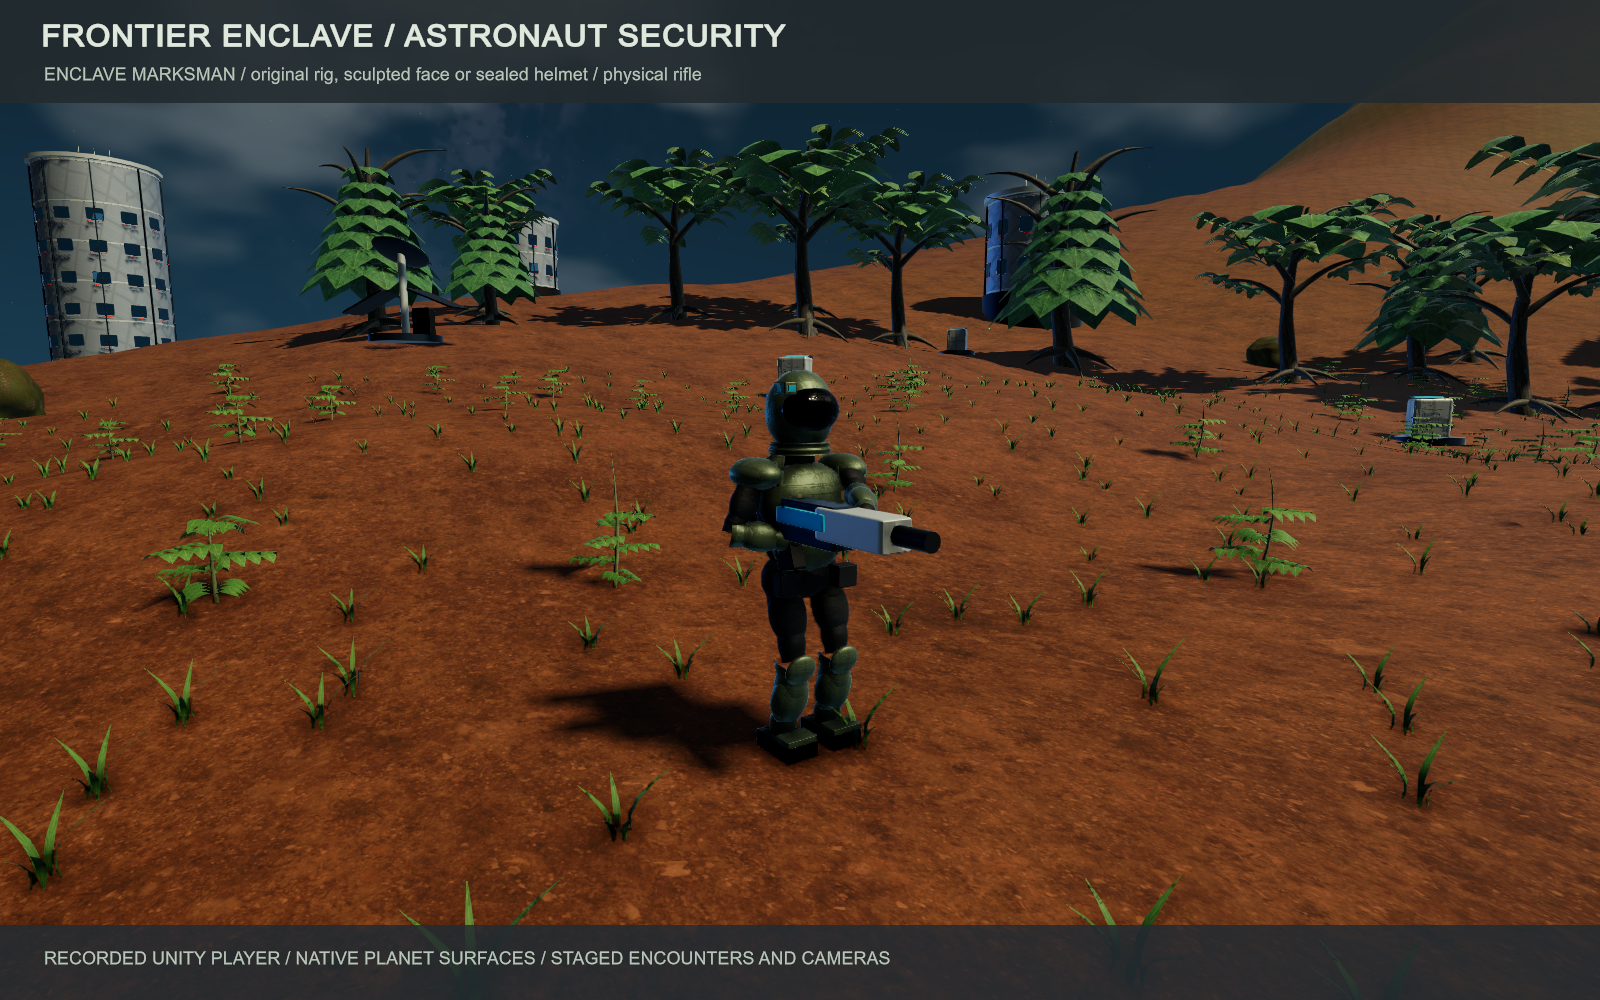 FRONTIER ENCLAVE / ASTRONAUT SECURITY
ENCLAVE MARKSMAN / original rig, sculpted face or sealed helmet / physical rifle
RECORDED UNITY PLAYER / NATIVE PLANET SURFACES / STAGED ENCOUNTERS AND CAMERAS